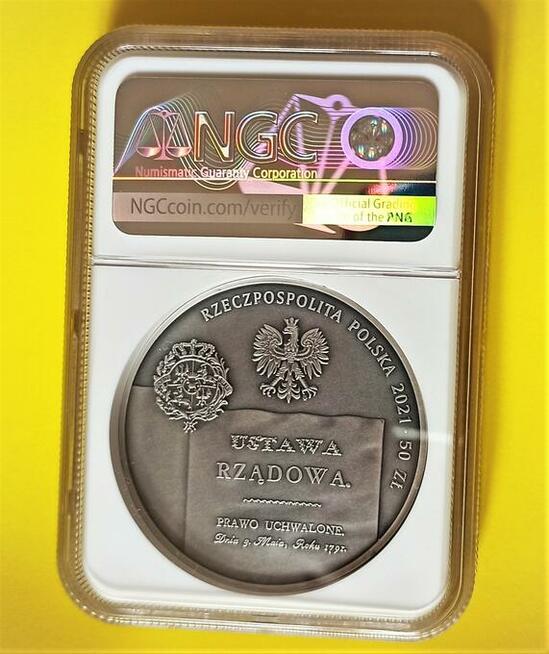 NGC
Numismatic Guaranty Corporation
NGCcoin.com/verify
Official Grading
of the PNG
RZECZPOSPOLITA POLSKA 2021 · 50 ZŁ
USTAWA
RZĄDOWA.
PRAWO UCHWALONE.
Dnia 3. Maia, Roku 1791.